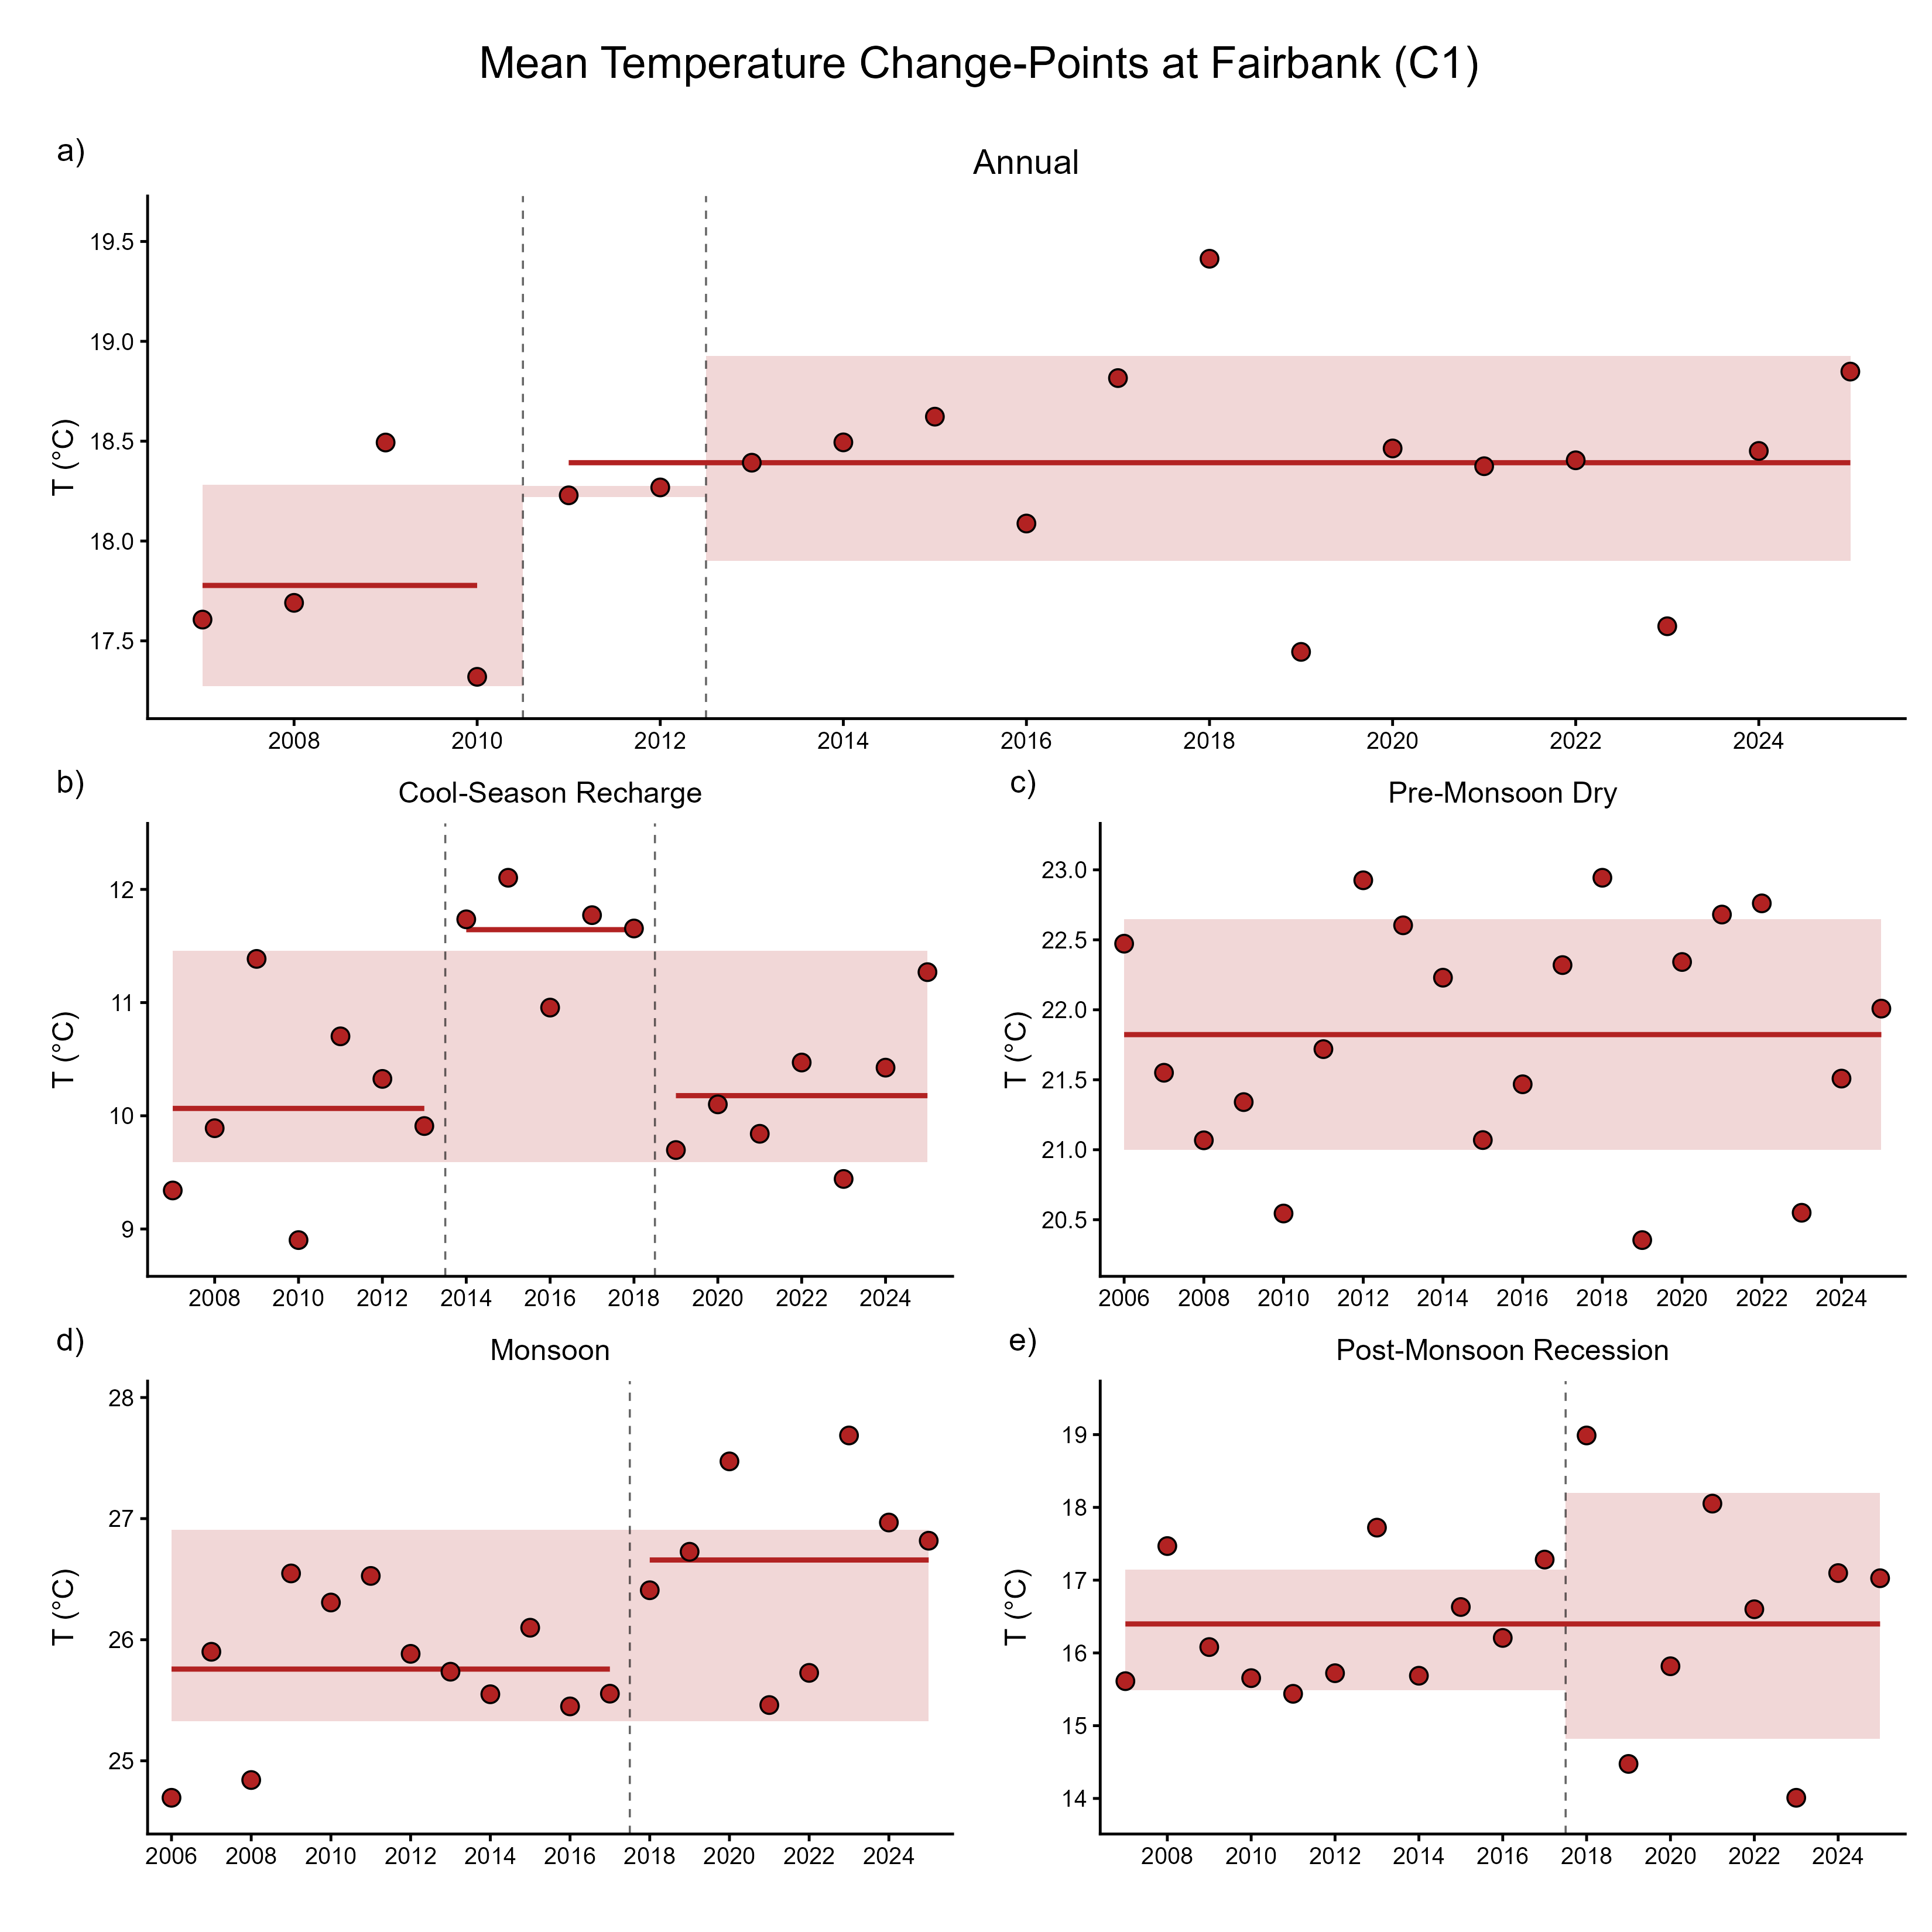 Mean Temperature Change-Points at Fairbank (C1)
a)
Annual
T (°C)
19.5
19.0
18.5
18.0
17.5
2008 2010 2012 2014 2016 2018 2020 2022 2024
b)
Cool-Season Recharge
T (°C)
12
11
10
9
2008 2010 2012 2014 2016 2018 2020 2022 2024
c)
Pre-Monsoon Dry
T (°C)
23.0
22.5
22.0
21.5
21.0
20.5
2006 2008 2010 2012 2014 2016 2018 2020 2022 2024
d)
Monsoon
T (°C)
28
27
26
25
2006 2008 2010 2012 2014 2016 2018 2020 2022 2024
e)
Post-Monsoon Recession
T (°C)
19
18
17
16
15
14
2008 2010 2012 2014 2016 2018 2020 2022 2024